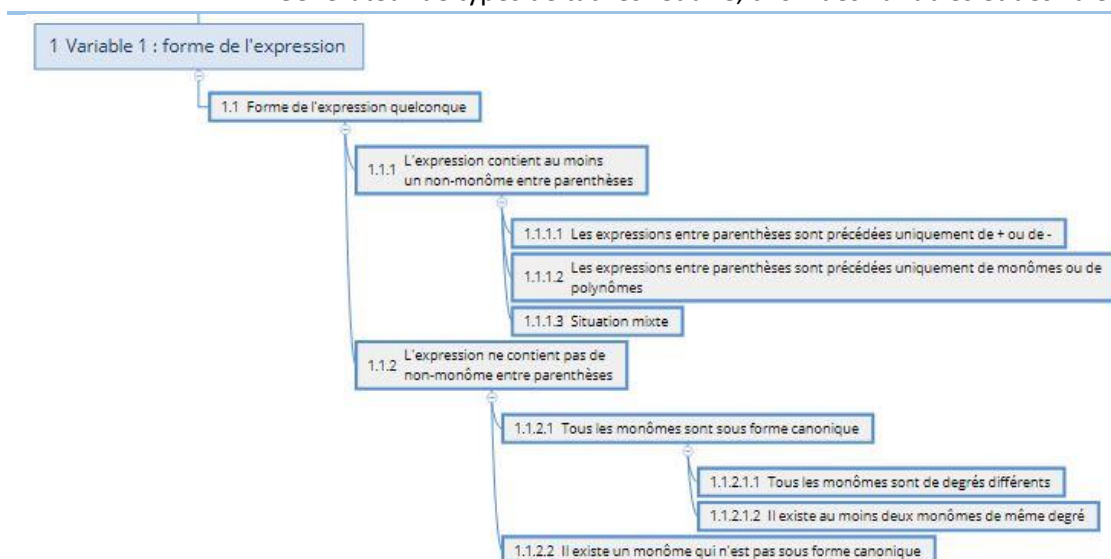 1 Variable 1 : forme de l'expression
1.1 Forme de l'expression quelconque
1.1.1 L'expression contient au moins
un non-monôme entre parenthèses
1.1.1.1 Les expressions entre parenthèses sont précédées uniquement de + ou de -
1.1.1.2 Les expressions entre parenthèses sont précédées uniquement de monômes ou de
polynômes
1.1.1.3 Situation mixte
1.1.2 L'expression ne contient pas de
non-monôme entre parenthèses
1.1.2.1 Tous les monômes sont sous forme canonique
1.1.2.1.1 Tous les monômes sont de degrés différents
1.1.2.1.2 Il existe au moins deux monômes de même degré
1.1.2.2 Il existe un monôme qui n'est pas sous forme canonique